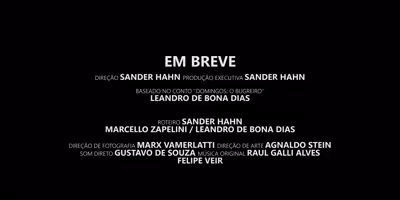 EM BREVE
DIREÇÃO SANDER HAHN PRODUÇÃO EXECUTIVA SANDER HAHN
BASEADO NO CONTO "DOMINGOS: O BUGREIRO"
LEANDRO DE BONA DIAS
ROTEIRO SANDER HAHN
MARCELLO ZAPELINI / LEANDRO DE BONA DIAS
DIREÇÃO DE FOTOGRAFIA MARX VAMERLATTI DIREÇÃO DE ARTE AGNALDO STEIN
SOM DIRETO GUSTAVO DE SOUZA MÚSICA ORIGINAL RAUL GALLI ALVES
FELIPE VEIR